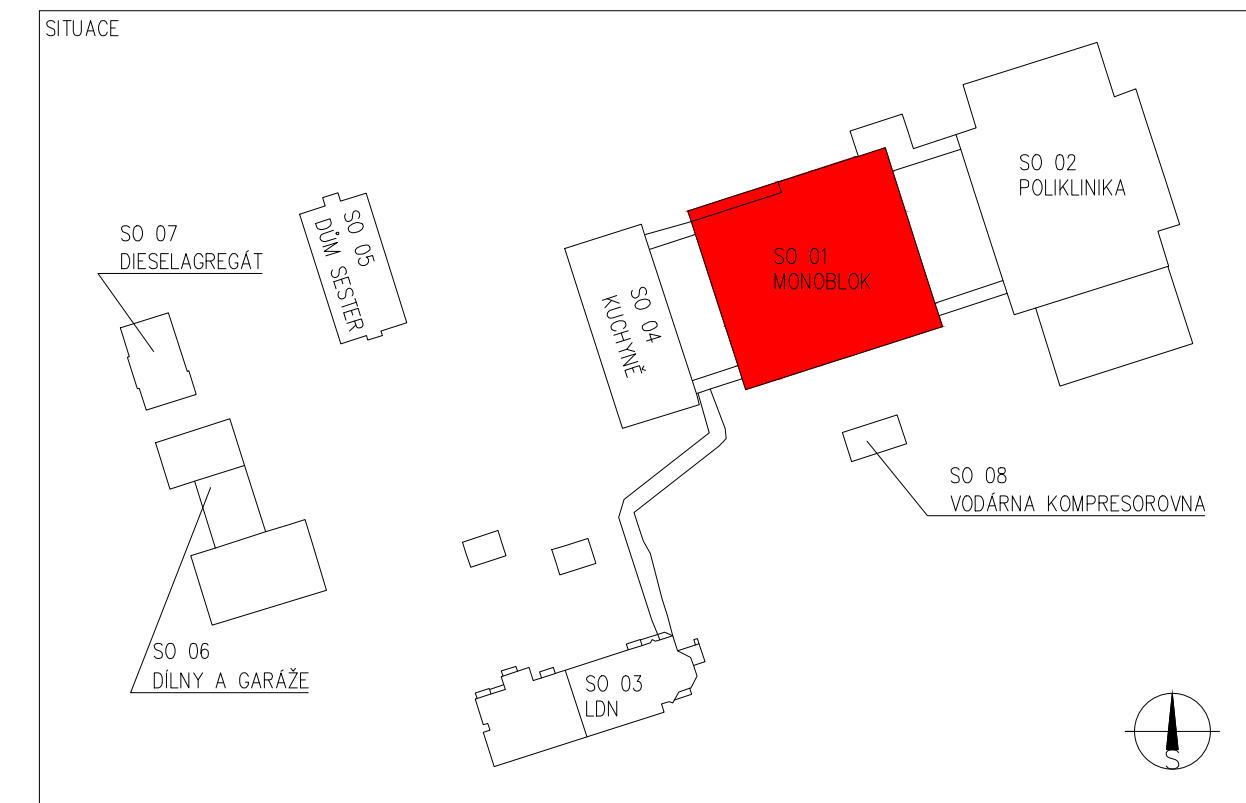 SITUACE
SO 02
POLIKLINIKA
SO 07
DIESELAGREGÁT
SO 05
DŮM SESTER
SO 01
MONOBLOK
SO 04
KUCHYNĚ
SO 08
VODÁRNA KOMPRESOROVNA
SO 06
DÍLNY A GARÁŽE
SO 03
LDN
S